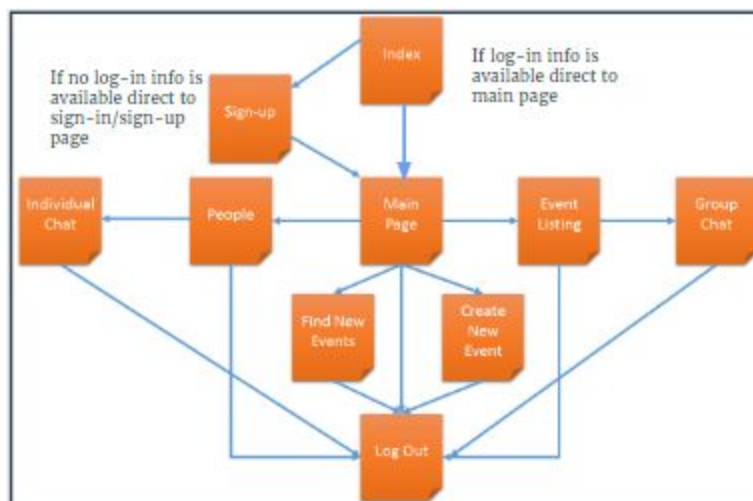 Index
If no log-in info is
available direct to
sign-in/sign-up
page
If log-in info is
available direct to
main page
Sign-up
Individual
Chat
People
Main
Page
Event
Listing
Group
Chat
Find New
Events
Create
New
Event
Log Out